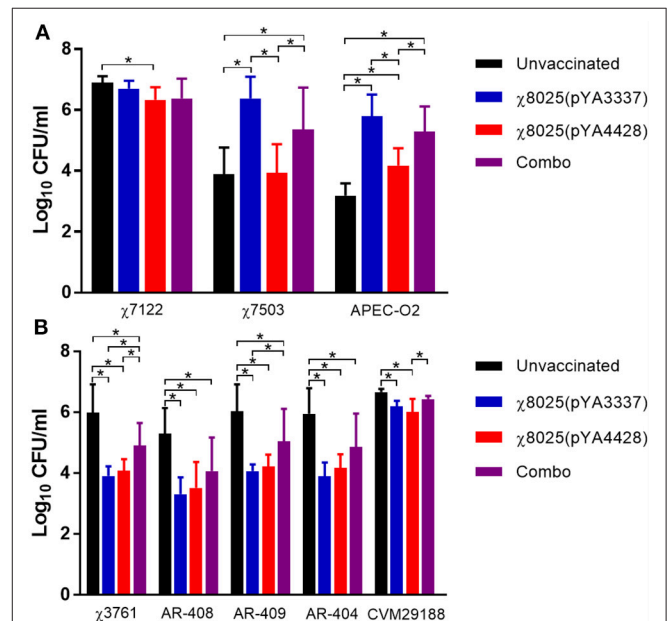 A
Log10 CFU/ml
8
6
4
2
0
* * * * * * * * * *
χ7122 χ7503 APEC-O2
Unvaccinated
χ8025(pYA3337)
χ8025(pYA4428)
Combo
B
Log10 CFU/ml
8
6
4
2
0
* * * * * * * * * * * * * * * * * * *
χ3761 AR-408 AR-409 AR-404 CVM29188
Unvaccinated
χ8025(pYA3337)
χ8025(pYA4428)
Combo